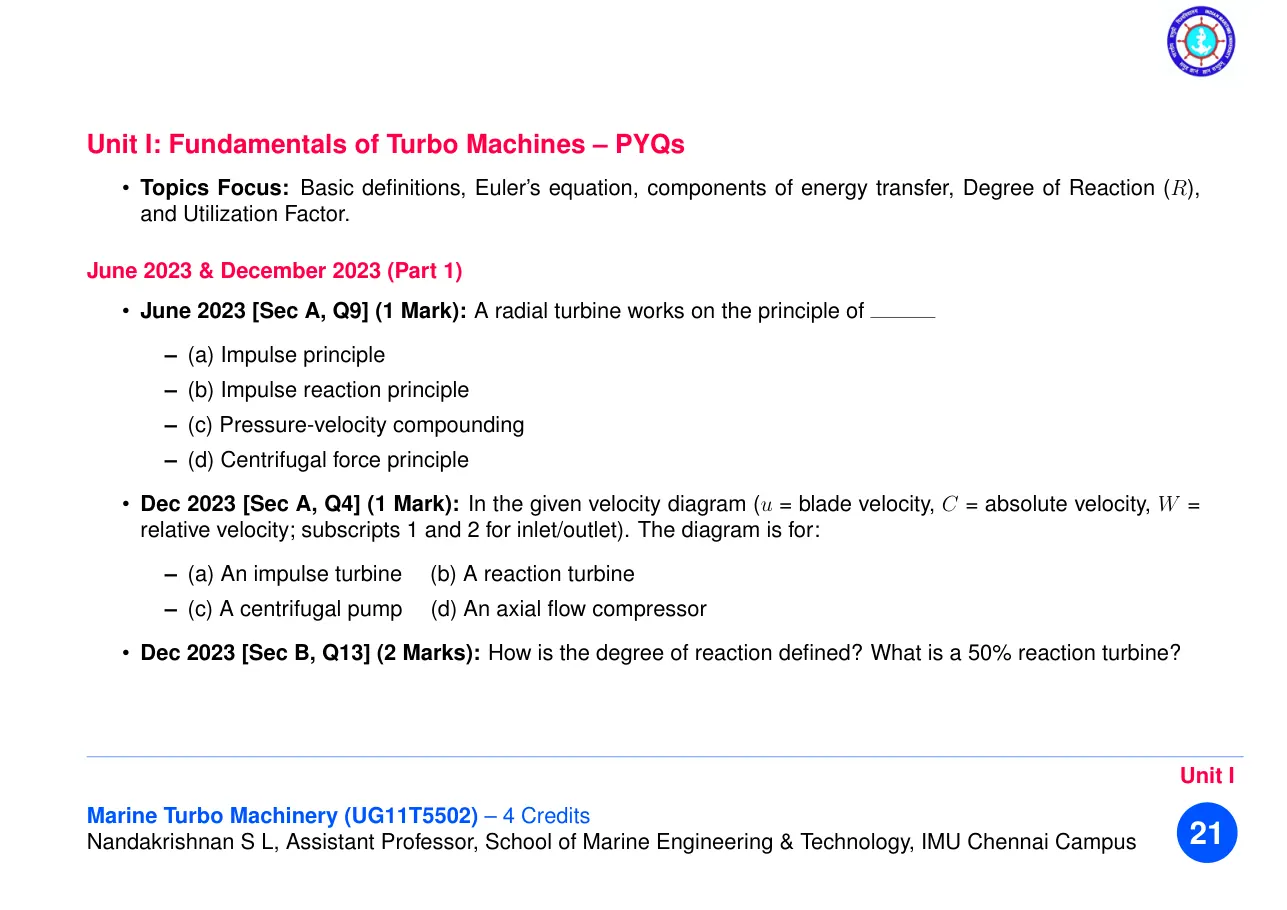 Unit I: Fundamentals of Turbo Machines – PYQs
• Topics Focus: Basic definitions, Euler's equation, components of energy transfer, Degree of Reaction (R),
and Utilization Factor.
June 2023 & December 2023 (Part 1)
• June 2023 [Sec A, Q9] (1 Mark): A radial turbine works on the principle of ______
– (a) Impulse principle
– (b) Impulse reaction principle
– (c) Pressure-velocity compounding
– (d) Centrifugal force principle
• Dec 2023 [Sec A, Q4] (1 Mark): In the given velocity diagram (u = blade velocity, C = absolute velocity, W =
relative velocity; subscripts 1 and 2 for inlet/outlet). The diagram is for:
– (a) An impulse turbine (b) A reaction turbine
– (c) A centrifugal pump (d) An axial flow compressor
• Dec 2023 [Sec B, Q13] (2 Marks): How is the degree of reaction defined? What is a 50% reaction turbine?
Unit I
Marine Turbo Machinery (UG11T5502) – 4 Credits
Nandakrishnan S L, Assistant Professor, School of Marine Engineering & Technology, IMU Chennai Campus
21